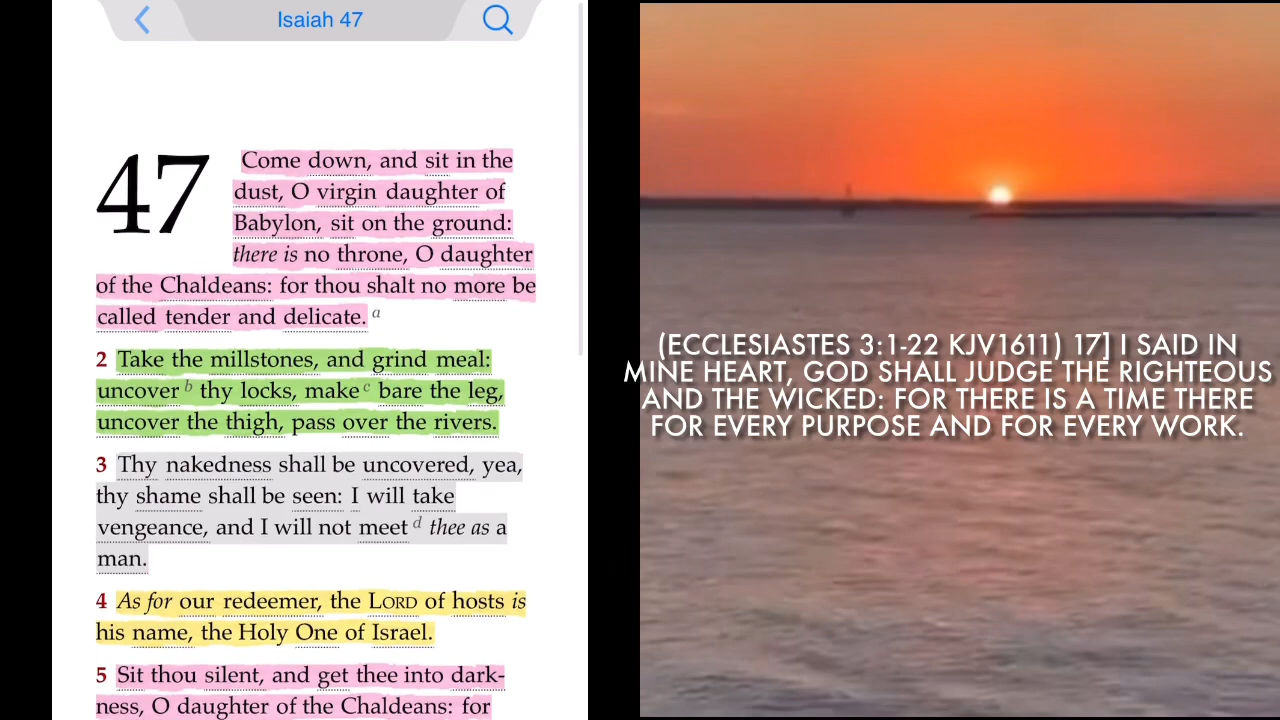 Isaiah 47
47 Come down, and sit in the
dust, O virgin daughter of
Babylon, sit on the ground:
there is no throne, O daughter
of the Chaldeans: for thou shalt no more be
called tender and delicate. a
2 Take the millstones, and grind meal:
uncover b thy locks, make c bare the leg,
uncover the thigh, pass over the rivers.
3 Thy nakedness shall be uncovered, yea,
thy shame shall be seen: I will take
vengeance, and I will not meet d thee as a
man.
4 As for our redeemer, the LORD of hosts is
his name, the Holy One of Israel.
5 Sit thou silent, and get thee into dark-
ness, O daughter of the Chaldeans: for
(ECCLESIASTES 3:1-22 KJV1611) 17] I SAID IN
MINE HEART, GOD SHALL JUDGE THE RIGHTEOUS
AND THE WICKED: FOR THERE IS A TIME THERE
FOR EVERY PURPOSE AND FOR EVERY WORK.